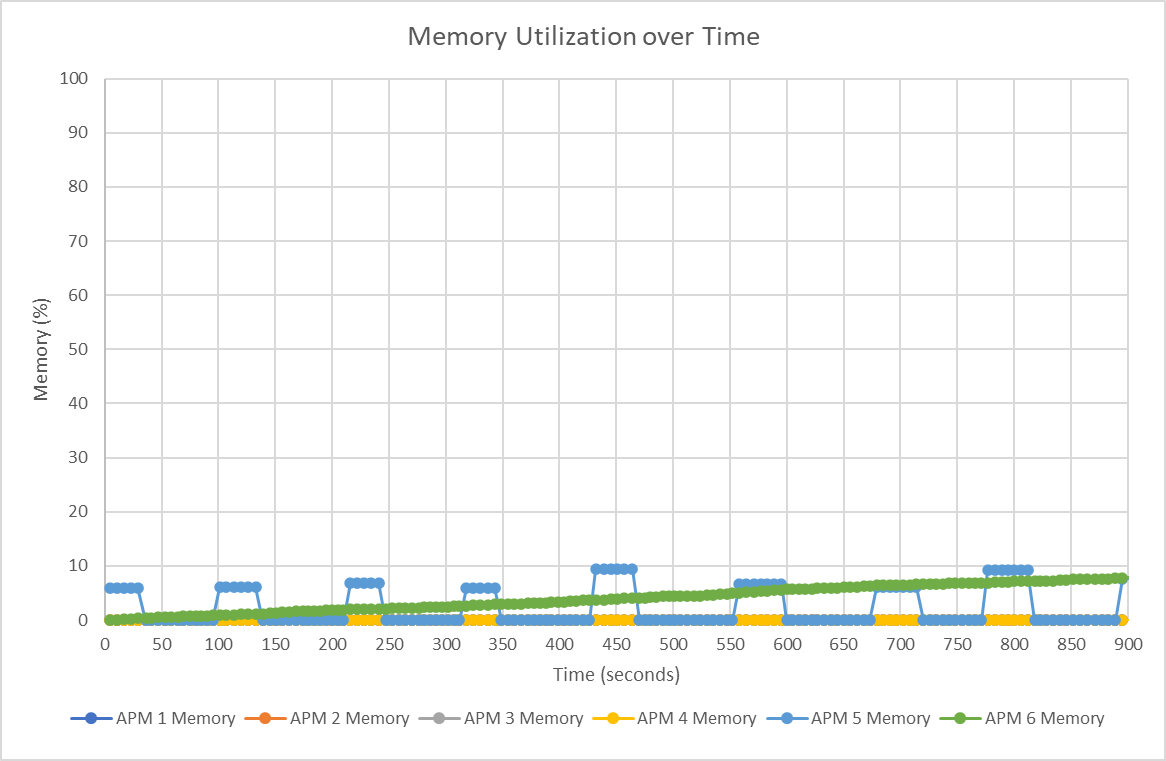 Memory Utilization over Time
100
90
80
70
60
50
40
30
20
10
0
Memory (%)
0 50 100 150 200 250 300 350 400 450 500 550 600 650 700 750 800 850 900
Time (seconds)
APM 1 Memory APM 2 Memory APM 3 Memory APM 4 Memory APM 5 Memory APM 6 Memory